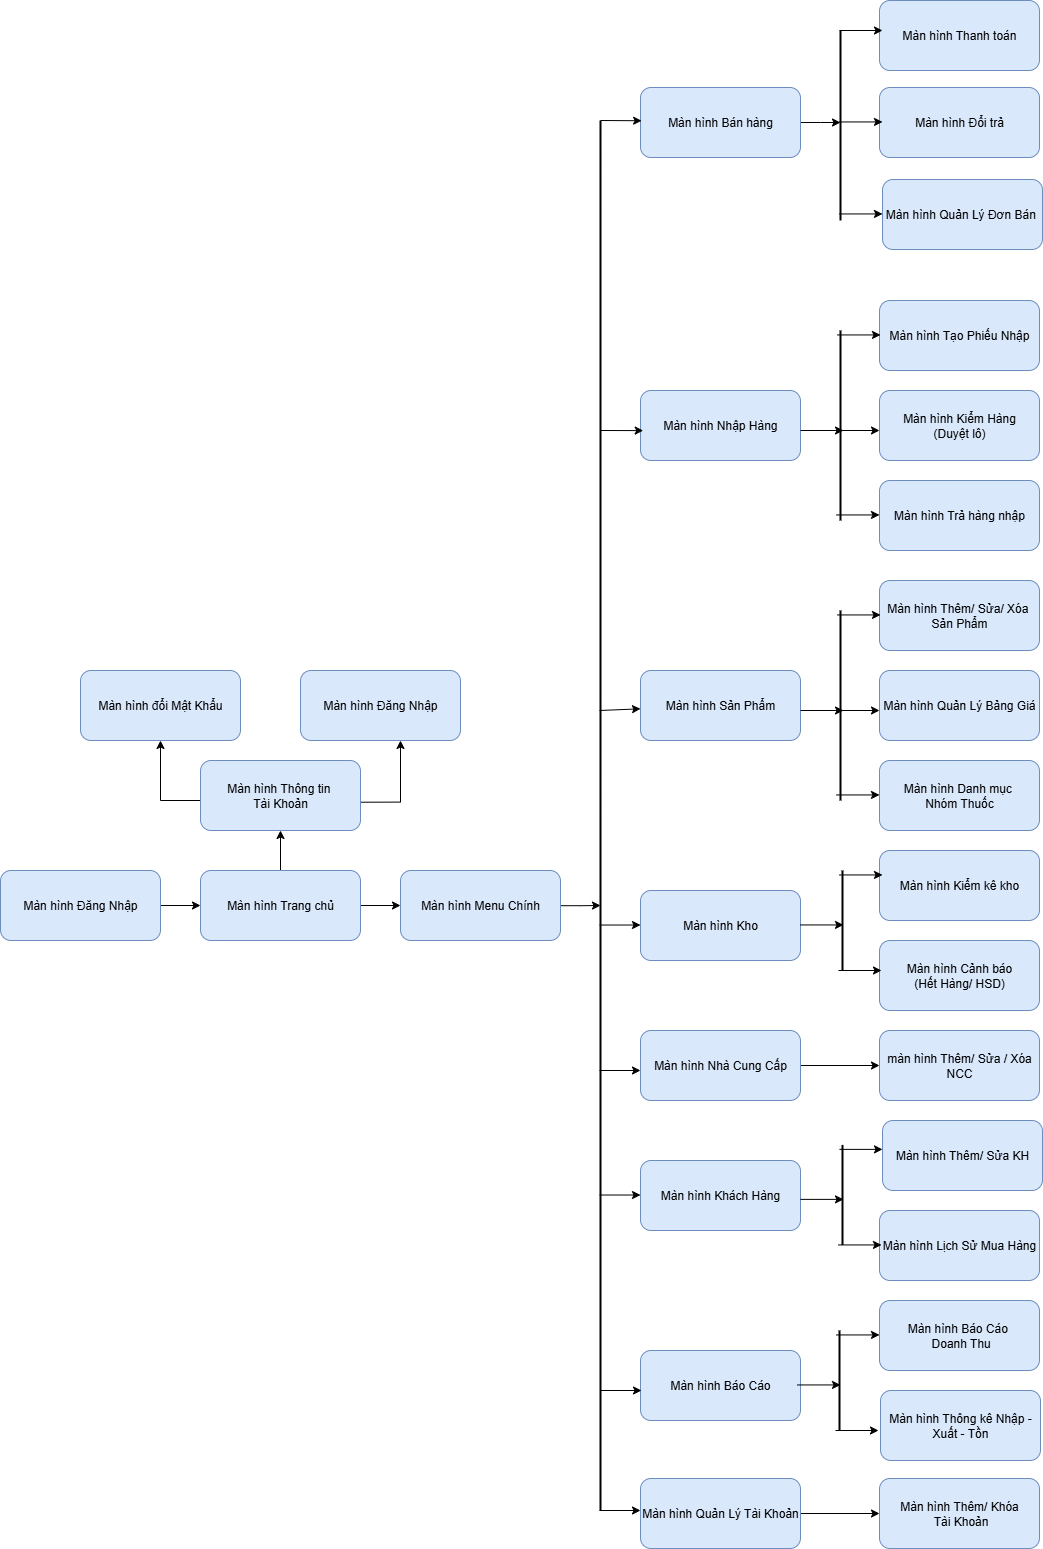 Màn hình Thanh toán
Màn hình Bán hàng
Màn hình Đổi trả
Màn hình Quản Lý Đơn Bán
Màn hình Tạo Phiếu Nhập
Màn hình Nhập Hàng
Màn hình Kiểm Hàng
(Duyệt lô)
Màn hình Trả hàng nhập
Màn hình Thêm/ Sửa/ Xóa
Sản Phẩm
Màn hình đổi Mật Khẩu
Màn hình Đăng Nhập
Màn hình Sản Phẩm
Màn hình Quản Lý Bảng Giá
Màn hình Thông tin
Tài Khoản
Màn hình Danh mục
Nhóm Thuốc
Màn hình Đăng Nhập
Màn hình Trang chủ
Màn hình Menu Chính
Màn hình Kho
Màn hình Kiểm kê kho
Màn hình Cảnh báo
(Hết Hàng/ HSD)
Màn hình Nhà Cung Cấp
màn hình Thêm/ Sửa / Xóa
NCC
Màn hình Thêm/ Sửa KH
Màn hình Khách Hàng
Màn hình Lịch Sử Mua Hàng
Màn hình Báo Cáo
Doanh Thu
Màn hình Báo Cáo
Màn hình Thông kê Nhập -
Xuất - Tồn
Màn hình Quản Lý Tài Khoản
Màn hình Thêm/ Khóa
Tài Khoản